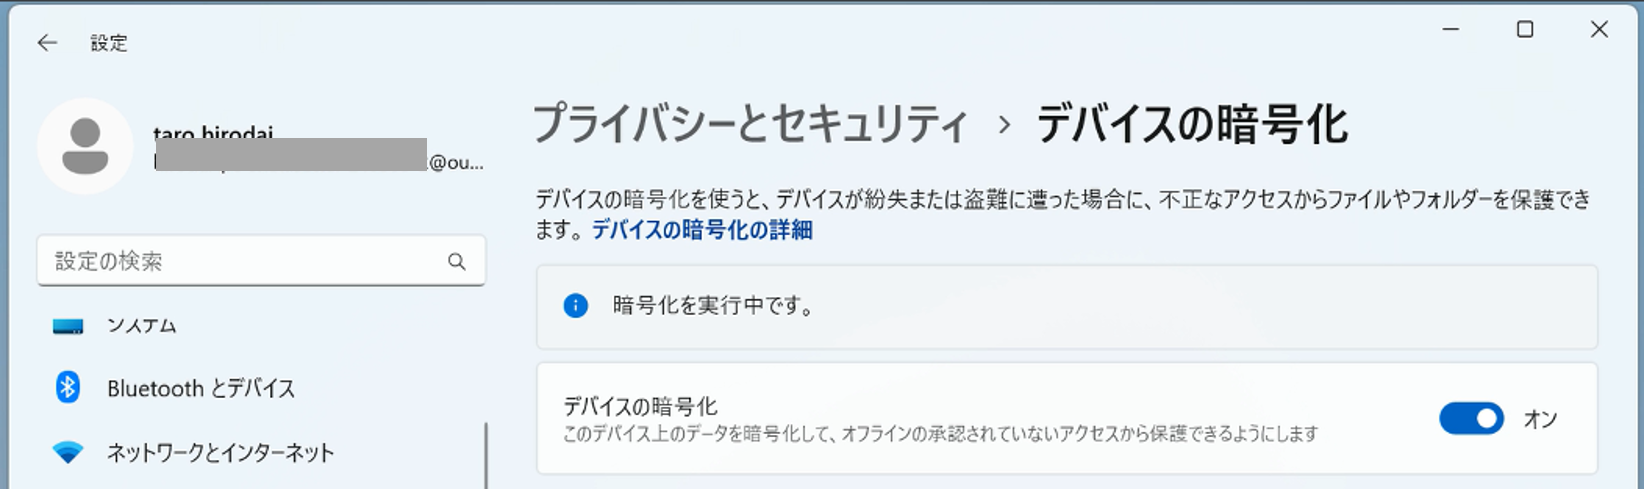 設定
プライバシーとセキュリティ › デバイスの暗号化
taro hirodai
@ou...
デバイスの暗号化を使うと、デバイスが紛失または盗難に遭った場合に、不正なアクセスからファイルやフォルダーを保護でき
ます。 デバイスの暗号化の詳細
設定の検索
暗号化を実行中です。
システム
Bluetooth とデバイス
デバイスの暗号化
このデバイス上のデータを暗号化して、オフラインの承認されていないアクセスから保護できるようにします
オン
ネットワークとインターネット